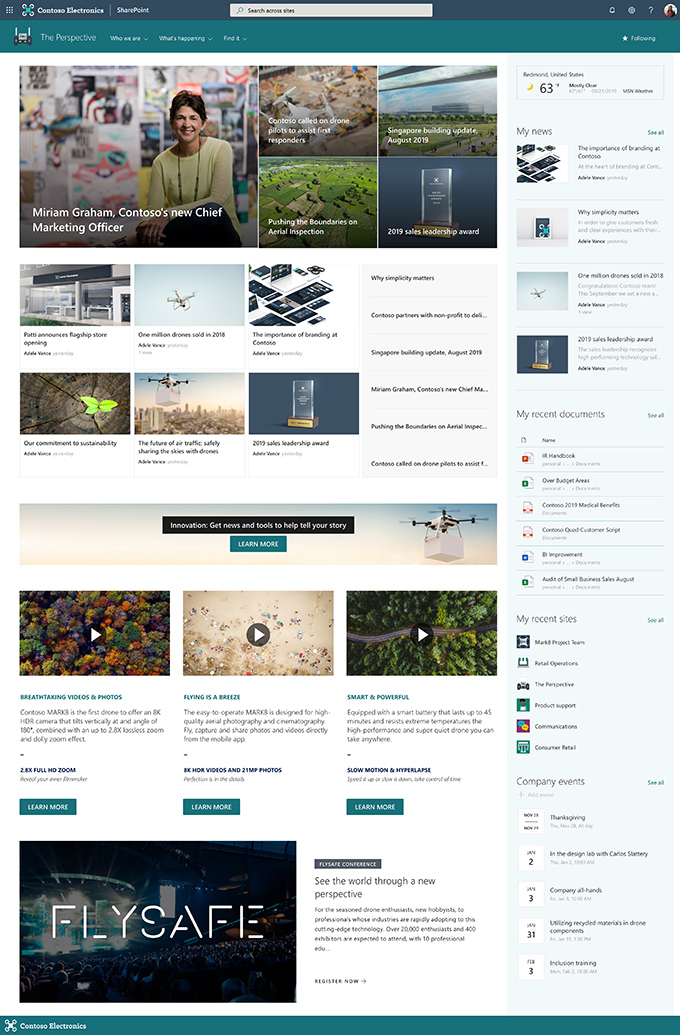 Contoso Electronics
SharePoint
Search across sites
The Perspective
Who we are
What's happening
Find it
Following
Miriam Graham, Contoso's new Chief
Marketing Officer
Contoso called on drone
pilots to assist first
responders
Singapore building update,
August 2019
Pushing the Boundaries on
Aerial Inspection
2019 sales leadership award
Patti announces flagship store
opening
Adele Vance yesterday
One million drones sold in 2018
Adele Vance yesterday
1 view
The importance of branding at
Contoso
Adele Vance yesterday
Our commitment to sustainability
Adele Vance yesterday
The future of air traffic: safely
sharing the skies with drones
Adele Vance yesterday
2019 sales leadership award
Adele Vance yesterday
Why simplicity matters
Contoso partners with non-profit to deli...
Singapore building update, August 2019
Miriam Graham, Contoso's new Chief Ma...
Pushing the Boundaries on Aerial Inspec...
Contoso called on drone pilots to assist f...
Innovation: Get news and tools to help tell your story
LEARN MORE
BREATHTAKING VIDEOS & PHOTOS
Contoso MARK8 is the first drone to offer an 8K
HDR camera that tilts vertically at and angle of
180°, combined with an up to 2.8X lossless zoom
and dolly zoom effect.
–
2.8X FULL HD ZOOM
Reveal your inner filmmaker
LEARN MORE
FLYING IS A BREEZE
The easy-to-operate MARK8 is designed for high-
quality aerial photography and cinematography.
Fly, capture and share photos and videos directly
from the mobile app.
–
8K HDR VIDEOS AND 21MP PHOTOS
Perfection is in the details
LEARN MORE
SMART & POWERFUL
Equipped with a smart battery that lasts up to 45
minutes and resists extreme temperatures the
high-performance and super quiet drone you can
take anywhere.
–
SLOW MOTION & HYPERLAPSE
Speed it up or slow it down, take control of time
LEARN MORE
FLYSAFE
FLYSAFE CONFERENCE
See the world through a new
perspective
For the seasoned drone enthusiasts, new hobbyists, to
professionals whose industries are rapidly adopting to this
cutting-edge technology. Over 20,000 enthusiasts and 400
exhibitors are expected to attend, with 10 professional
edu...
REGISTER NOW
Redmond, United States
63 °F
Mostly Clear
09/25/2019
MSN Weather
My news
See all
The importance of branding at
Contoso
At the heart of branding at Cont...
Adele Vance yesterday
Why simplicity matters
In order to give customers fresh
and clear experiences with their...
Adele Vance yesterday
One million drones sold in 2018
Congratulations Contoso team!
This September we set a new a...
Adele Vance yesterday
1 view
2019 sales leadership award
The sales leadership recognizes
high performing technology sal...
Adele Vance yesterday
My recent documents
See all
Name
IR Handbook
personal › ... › Documents
Over Budget Areas
personal › ... › Documents
Contoso 2019 Medical Benefits
Documents
Contoso Quad Customer Script
Documents
BI Improvement
personal › ... › Documents
Audit of Small Business Sales August
personal › ... › Documents
My recent sites
See all
Mark8 Project Team
Retail Operations
The Perspective
Product support
Communications
Consumer Retail
Company events
See all
Add event
NOV 28
NOV 29
Thanksgiving
Thu, Nov 28, All day
JAN
2
In the design lab with Carlos Slattery
Thu, Jan 2, 10:00 AM
JAN
3
Company all-hands
Fri, Jan 3, 10:00 AM
JAN
31
Utilizing recycled materials in drone
components
Fri, Jan 31, 1:00 PM
FEB
3
Inclusion training
Mon, Feb 3, 10:00 AM
Contoso Electronics